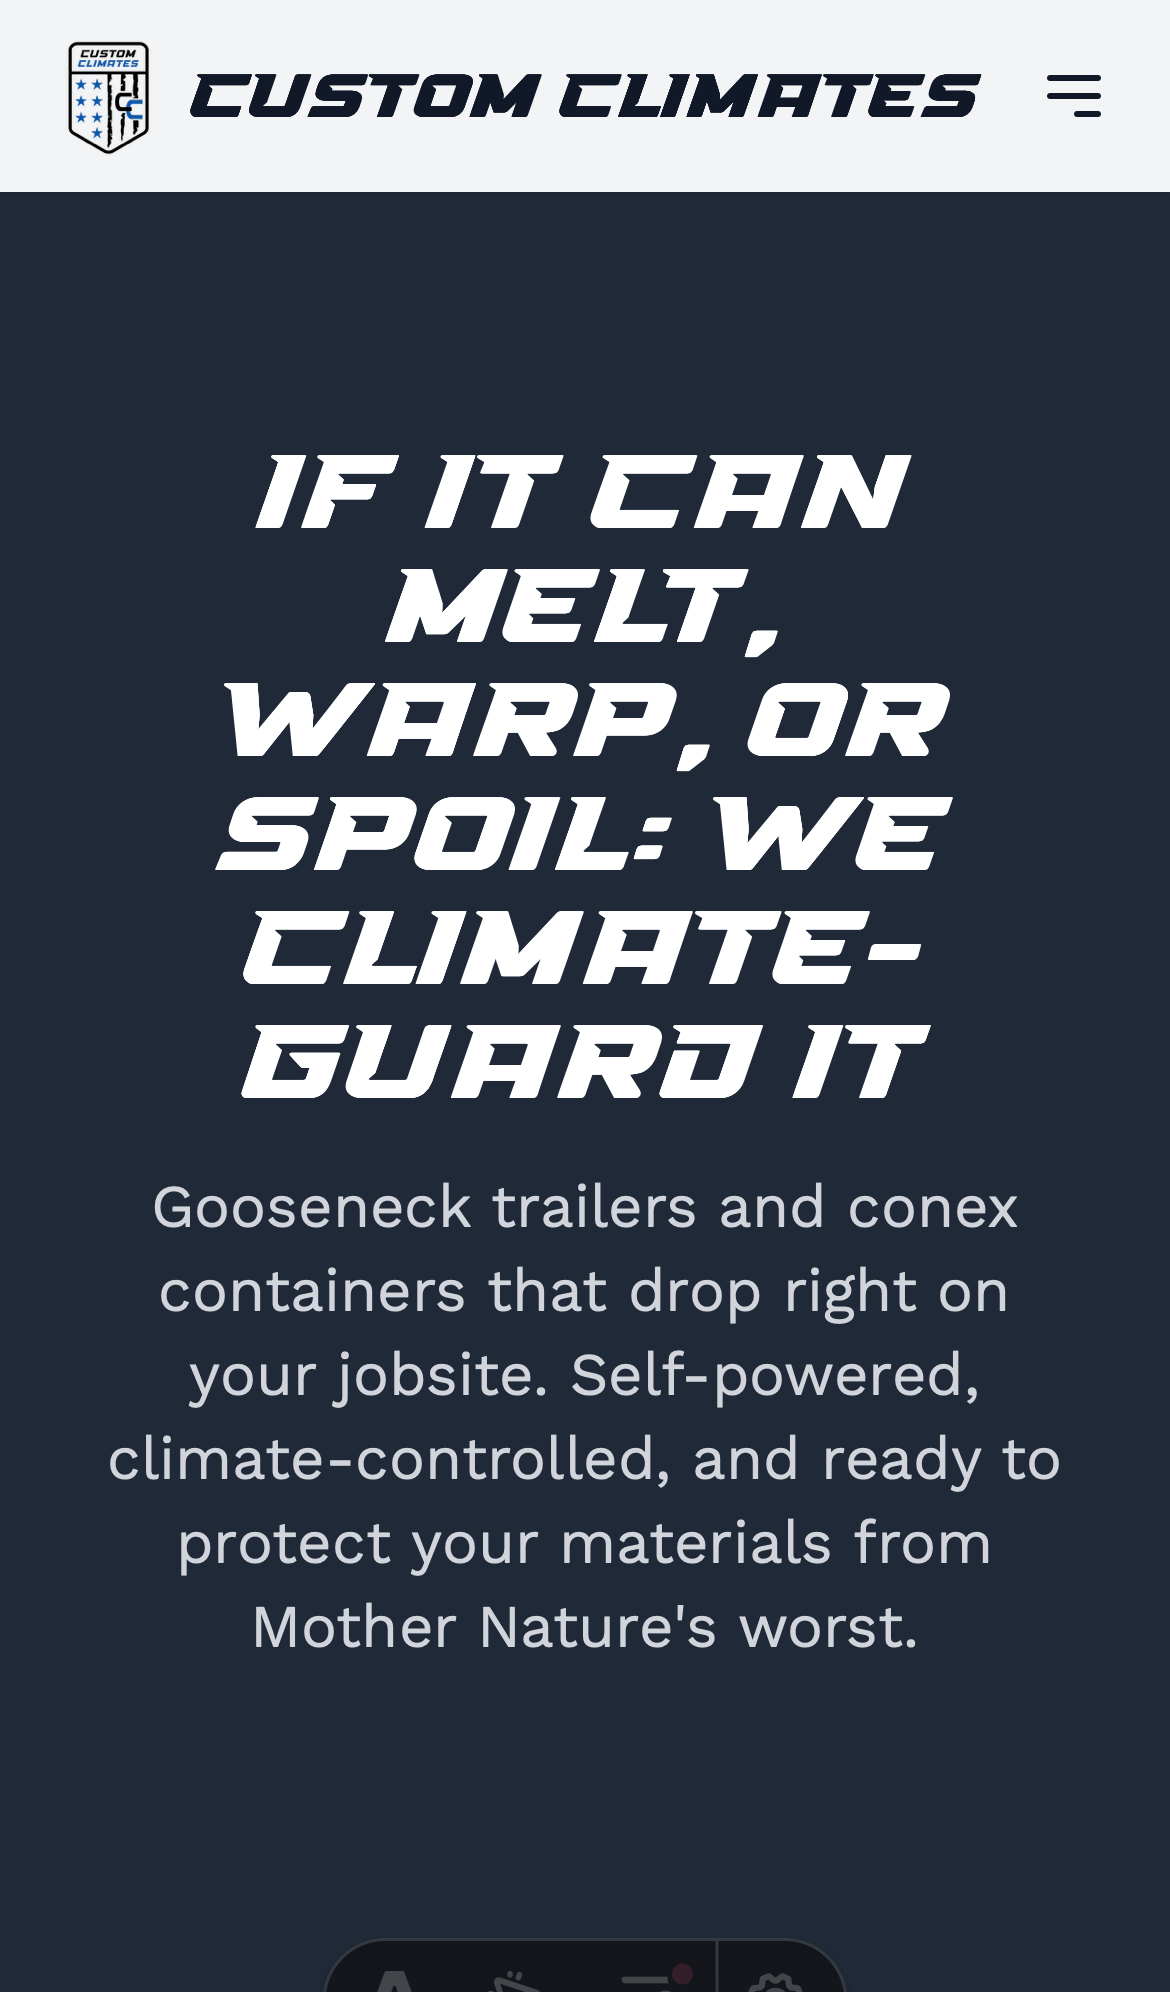 CUSTOM
CLIMATES
CC
CUSTOM CLIMATES
IF IT CAN
MELT,
WARP, OR
SPOIL: WE
CLIMATE-
GUARD IT
Gooseneck trailers and conex
containers that drop right on
your jobsite. Self-powered,
climate-controlled, and ready to
protect your materials from
Mother Nature's worst.